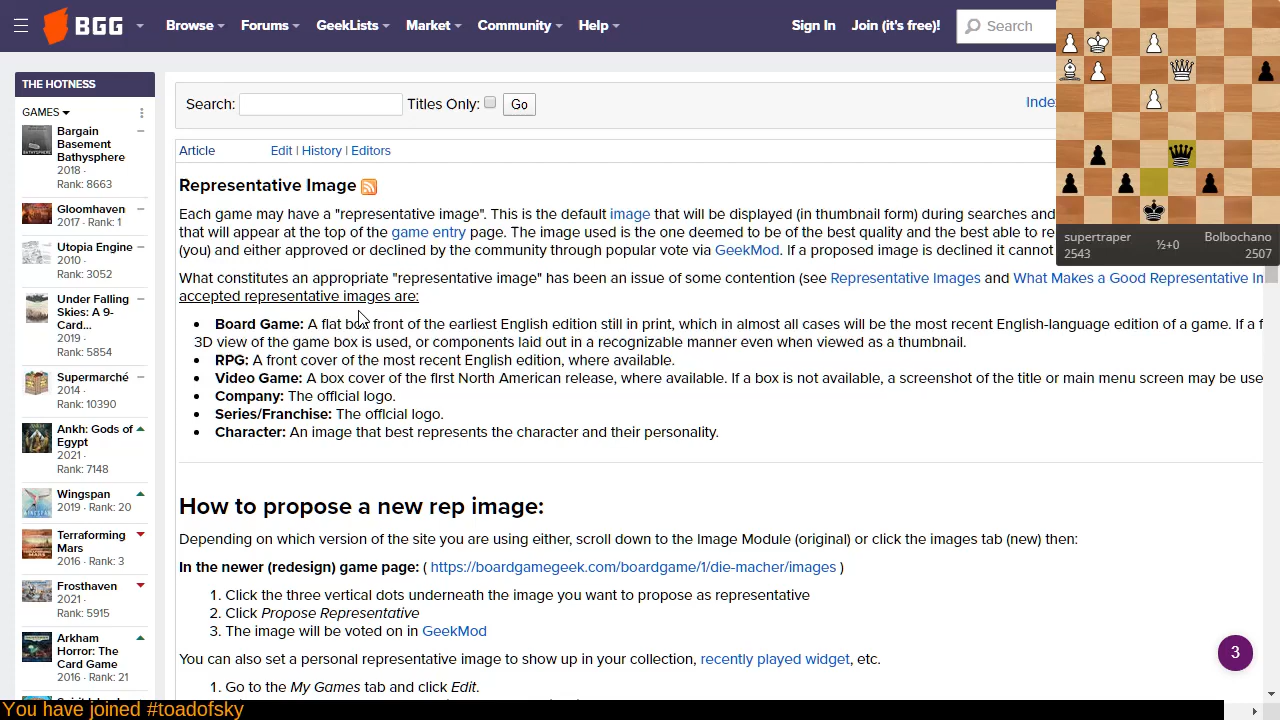 BGG
Browse
Forums
GeekLists
Market
Community
Help
Sign In
Join (it's free!)
Search
THE HOTNESS
GAMES
Bargain
Basement
Bathysphere
2018 ·
Rank: 8663
Gloomhaven
2017 · Rank: 1
Utopia Engine
2010 ·
Rank: 3052
Under Falling
Skies: A 9-
Card...
2019 ·
Rank: 5854
Supermarché
2014 ·
Rank: 10390
Ankh: Gods of
Egypt
2021 ·
Rank: 7148
Wingspan
2019 · Rank: 20
Terraforming
Mars
2016 · Rank: 3
Frosthaven
2021 ·
Rank: 5915
Arkham
Horror: The
Card Game
2016 · Rank: 21
Search:
Titles Only:
Go
Inde
Article
Edit | History | Editors
Representative Image
Each game may have a "representative image". This is the default image that will be displayed (in thumbnail form) during searches and
that will appear at the top of the game entry page. The image used is the one deemed to be of the best quality and the best able to re
(you) and either approved or declined by the community through popular vote via GeekMod. If a proposed image is declined it cannot
What constitutes an appropriate "representative image" has been an issue of some contention (see Representative Images and What Makes a Good Representative In
accepted representative images are:
• Board Game: A flat box front of the earliest English edition still in print, which in almost all cases will be the most recent English-language edition of a game. If a f
3D view of the game box is used, or components laid out in a recognizable manner even when viewed as a thumbnail.
• RPG: A front cover of the most recent English edition, where available.
• Video Game: A box cover of the first North American release, where available. If a box is not available, a screenshot of the title or main menu screen may be use
• Company: The official logo.
• Series/Franchise: The official logo.
• Character: An image that best represents the character and their personality.
How to propose a new rep image:
Depending on which version of the site you are using either, scroll down to the Image Module (original) or click the images tab (new) then:
In the newer (redesign) game page: ( https://boardgamegeek.com/boardgame/1/die-macher/images )
1. Click the three vertical dots underneath the image you want to propose as representative
2. Click Propose Representative
3. The image will be voted on in GeekMod
You can also set a personal representative image to show up in your collection, recently played widget, etc.
1. Go to the My Games tab and click Edit.
supertraper
2543
½+0
Bolbochano
2507
3
You have joined #toadofsky